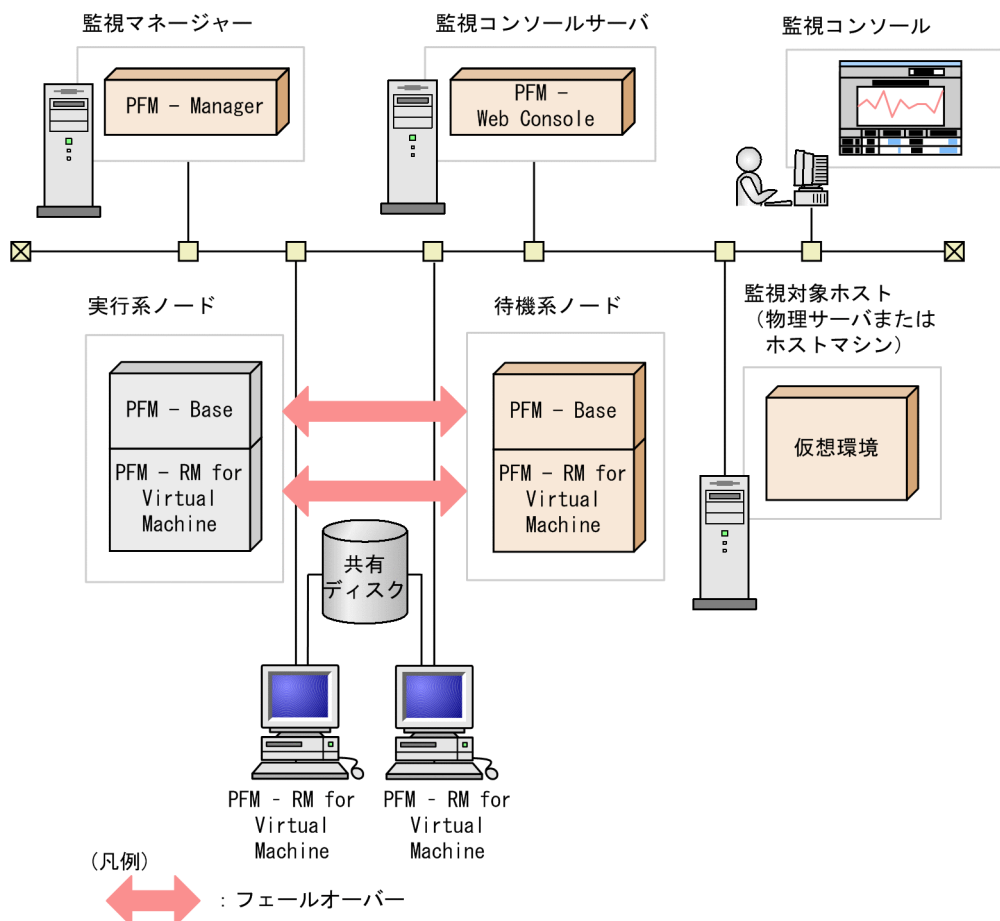 監視マネージャー
監視コンソールサーバ
監視コンソール
PFM － Manager
PFM －
Web Console
実行系ノード
待機系ノード
監視対象ホスト
（物理サーバまたは
ホストマシン）
PFM － Base
PFM － RM for
Virtual
Machine
PFM － Base
PFM － RM for
Virtual
Machine
仮想環境
共有
ディスク
PFM - RM for
Virtual
Machine
PFM - RM for
Virtual
Machine
(凡例)
：フェールオーバー